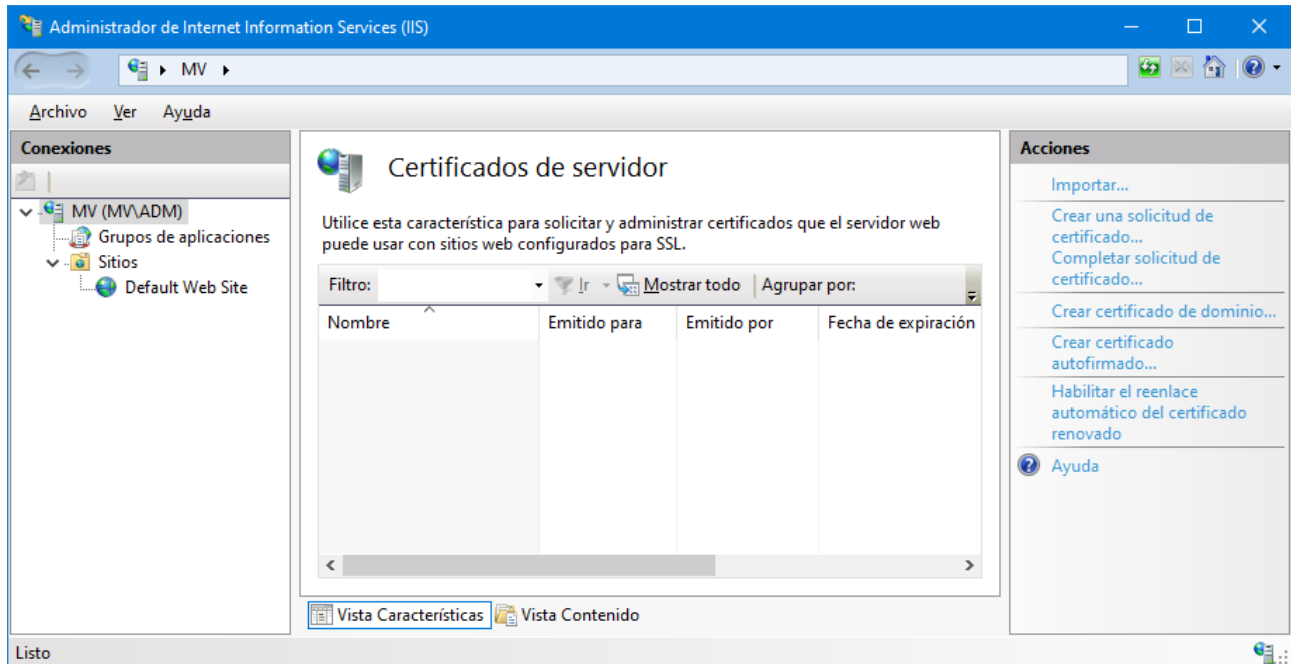 Administrador de Internet Information Services (IIS)
MV
Archivo Ver Ayuda
Conexiones
MV (MV\ADM)
Grupos de aplicaciones
Sitios
Default Web Site
Certificados de servidor
Utilice esta característica para solicitar y administrar certificados que el servidor web
puede usar con sitios web configurados para SSL.
Filtro: Ir Mostrar todo Agrupar por:
Nombre Emitido para Emitido por Fecha de expiración
Vista Características Vista Contenido
Acciones
Importar...
Crear una solicitud de
certificado...
Completar solicitud de
certificado...
Crear certificado de dominio...
Crear certificado
autofirmado...
Habilitar el reenlace
automático del certificado
renovado
Ayuda
Listo